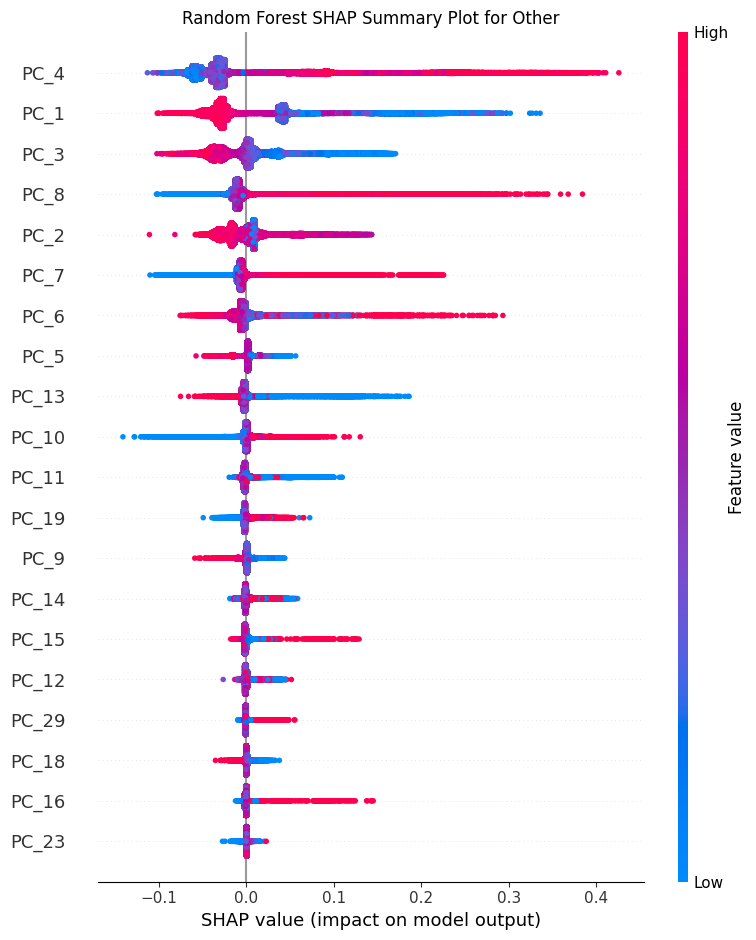 Random Forest SHAP Summary Plot for Other
High
PC_4
PC_1
PC_3
PC_8
PC_2
PC_7
PC_6
PC_5
PC_13
PC_10
PC_11
PC_19
PC_9
PC_14
PC_15
PC_12
PC_29
PC_18
PC_16
PC_23
Feature value
Low
−0.1 0.0 0.1 0.2 0.3 0.4
SHAP value (impact on model output)